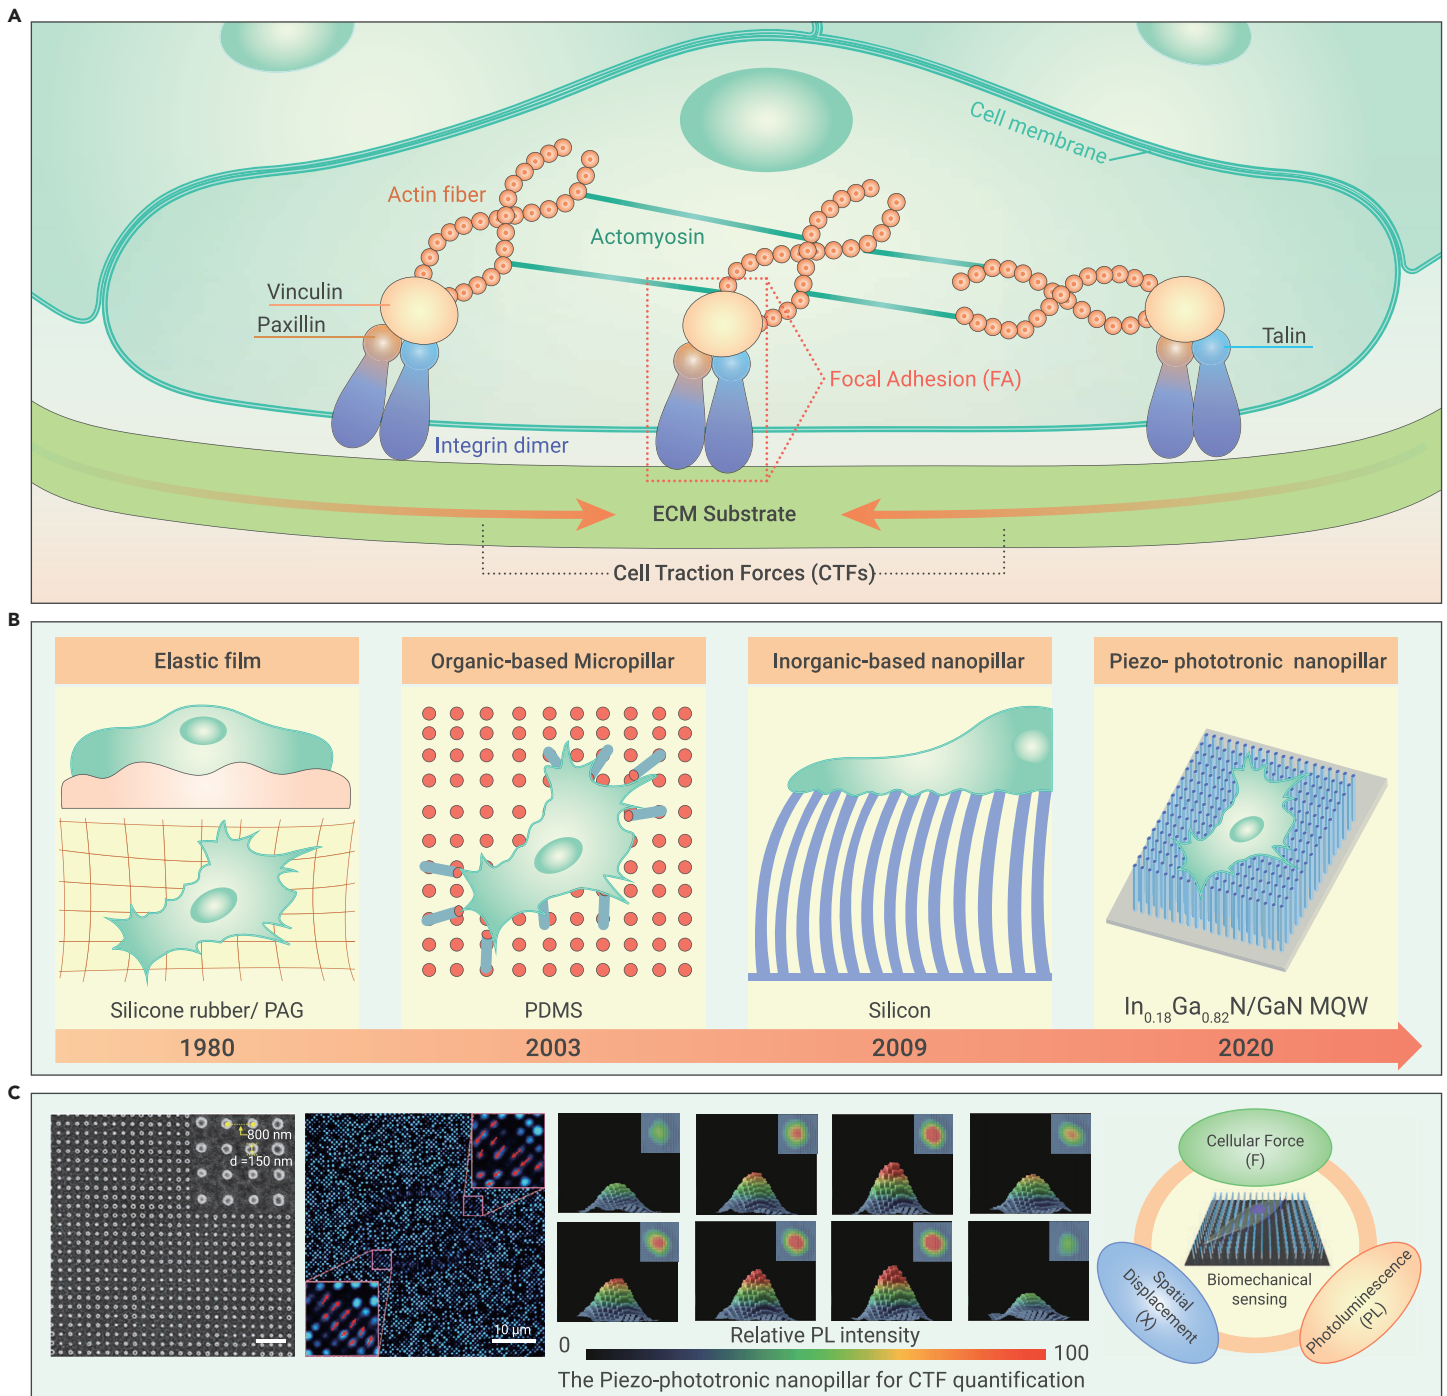 A
Cell membrane
Actin fiber
Actomyosin
Vinculin
Paxillin
Talin
Focal Adhesion (FA)
Integrin dimer
ECM Substrate
Cell Traction Forces (CTFs)
B
Elastic film
Organic-based Micropillar
Inorganic-based nanopillar
Piezo- phototronic nanopillar
Silicone rubber/ PAG
PDMS
Silicon
In0.18Ga0.82N/GaN MQW
1980
2003
2009
2020
C
800 nm
d =150 nm
10 μm
0
Relative PL intensity
100
The Piezo-phototronic nanopillar for CTF quantification
Cellular Force
(F)
Biomechanical
sensing
Spatial
Displacement
(X)
Photoluminescence
(PL)